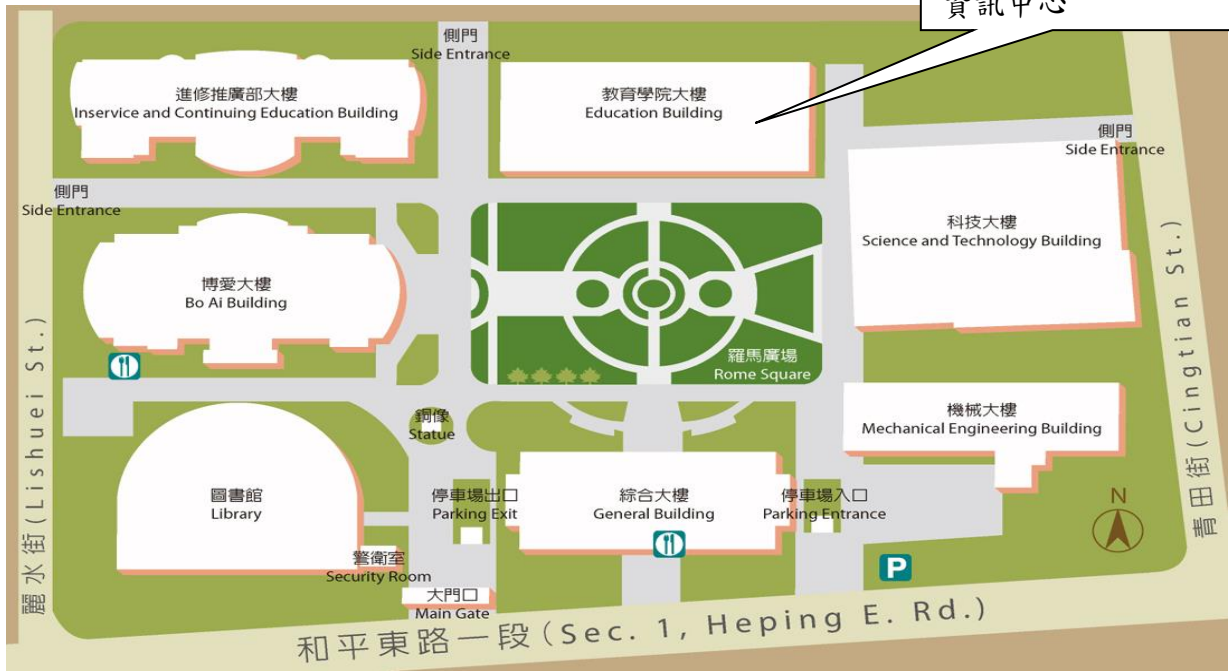 資訊中心
側門
Side Entrance
進修推廣部大樓
Inservice and Continuing Education Building
教育學院大樓
Education Building
側門
Side Entrance
側門
Side Entrance
科技大樓
Science and Technology Building
博愛大樓
Bo Ai Building
羅馬廣場
Rome Square
銅像
Statue
機械大樓
Mechanical Engineering Building
圖書館
Library
停車場出口
Parking Exit
綜合大樓
General Building
停車場入口
Parking Entrance
N
警衛室
Security Room
P
大門口
Main Gate
麗水街(Lishuei St.)
青田街(Cingtian St.)
和平東路一段(Sec. 1, Heping E. Rd.)